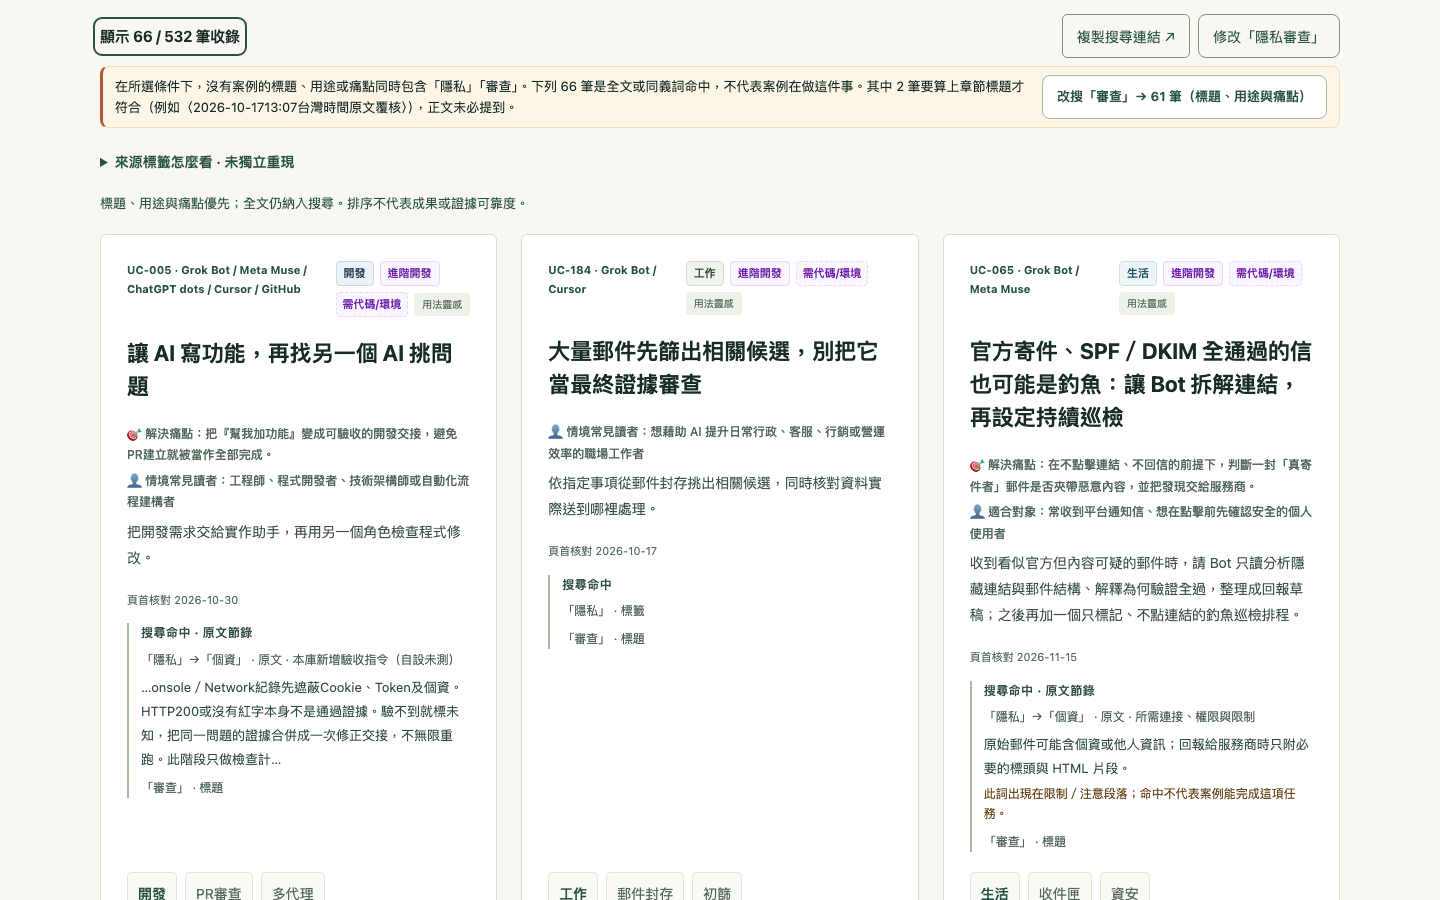 顯示 66 / 532 筆收錄
複製搜尋連結 ↗
修改「隱私審查」
在所選條件下，沒有案例的標題、用途或痛點同時包含「隱私」「審查」。下列 66 筆是全文或同義詞命中，不代表案例在做這件事。其中 2 筆要算上章節標題才
符合（例如〈2026-10-1713:07台灣時間原文覆核〉），正文未必提到。
改搜「審查」→ 61 筆（標題、用途與痛點）
▶ 來源標籤怎麼看 · 未獨立重現
標題、用途與痛點優先；全文仍納入搜尋。排序不代表成果或證據可靠度。
UC-005 · Grok Bot / Meta Muse /
ChatGPT dots / Cursor / GitHub
開發
進階開發
需代碼/環境
用法靈感
讓 AI 寫功能，再找另一個 AI 挑問
題
🎯 解決痛點：把『幫我加功能』變成可驗收的開發交接，避免
PR建立就被當作全部完成。
👤 情境常見讀者：工程師、程式開發者、技術架構師或自動化流
程建構者
把開發需求交給實作助手，再用另一個角色檢查程式修
改。
頁首核對 2026-10-30
搜尋命中 · 原文節錄
「隱私」→「個資」 · 原文 · 本庫新增驗收指令（自設未測）
…onsole / Network紀錄先遮蔽Cookie、Token及個資。
HTTP200或沒有紅字本身不是通過證據。驗不到就標未
知，把同一問題的證據合併成一次修正交接，不無限重
跑。此階段只做檢查計…
「審查」 · 標題
開發
PR審查
多代理
UC-184 · Grok Bot /
Cursor
工作
進階開發
需代碼/環境
用法靈感
大量郵件先篩出相關候選，別把它
當最終證據審查
👤 情境常見讀者：想藉助 AI 提升日常行政、客服、行銷或營運
效率的職場工作者
依指定事項從郵件封存挑出相關候選，同時核對資料實
際送到哪裡處理。
頁首核對 2026-10-17
搜尋命中
「隱私」 · 標籤
「審查」 · 標題
工作
郵件封存
初篩
UC-065 · Grok Bot /
Meta Muse
生活
進階開發
需代碼/環境
用法靈感
官方寄件、SPF / DKIM 全通過的信
也可能是釣魚：讓 Bot 拆解連結，
再設定持續巡檢
🎯 解決痛點：在不點擊連結、不回信的前提下，判斷一封「真寄
件者」郵件是否夾帶惡意內容，並把發現交給服務商。
👤 適合對象：常收到平台通知信、想在點擊前先確認安全的個人
使用者
收到看似官方但內容可疑的郵件時，請 Bot 只讀分析隱
藏連結與郵件結構、解釋為何驗證全過，整理成回報草
稿；之後再加一個只標記、不點連結的釣魚巡檢排程。
頁首核對 2026-11-15
搜尋命中 · 原文節錄
「隱私」→「個資」 · 原文 · 所需連接、權限與限制
原始郵件可能含個資或他人資訊；回報給服務商時只附必
要的標頭與 HTML 片段。
此詞出現在限制 / 注意段落；命中不代表案例能完成這項任
務。
「審查」 · 標題
生活
收件匣
資安